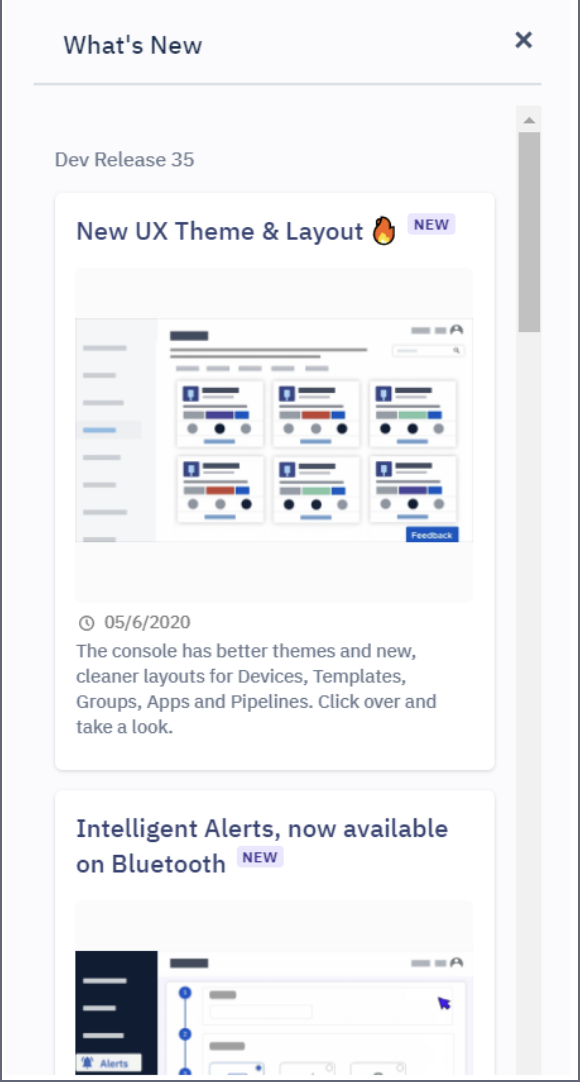 What's New
Dev Release 35
New UX Theme & Layout 🔥 NEW
Feedback
05/6/2020
The console has better themes and new,
cleaner layouts for Devices, Templates,
Groups, Apps and Pipelines. Click over and
take a look.
Intelligent Alerts, now available
on Bluetooth NEW
1
2
Alerts